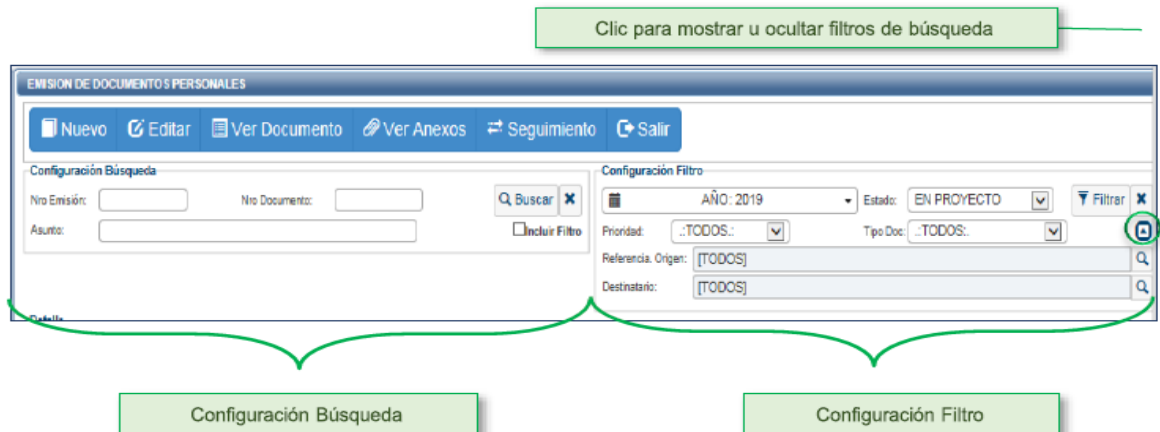 Clic para mostrar u ocultar filtros de búsqueda
EMISION DE DOCUMENTOS PERSONALES
Nuevo Editar Ver Documento Ver Anexos Seguimiento Salir
Configuración Búsqueda Configuración Filtro
Nro Emisión: Nro Documento: Buscar AÑO: 2019 Estado: EN PROYECTO Filtrar
Asunto: Incluir Filtro Prioridad: .:TODOS.: Tipo Doc: .:TODOS:.
Referencia. Origen: [TODOS]
Destinatario: [TODOS]
Detalle
Configuración Búsqueda Configuración Filtro